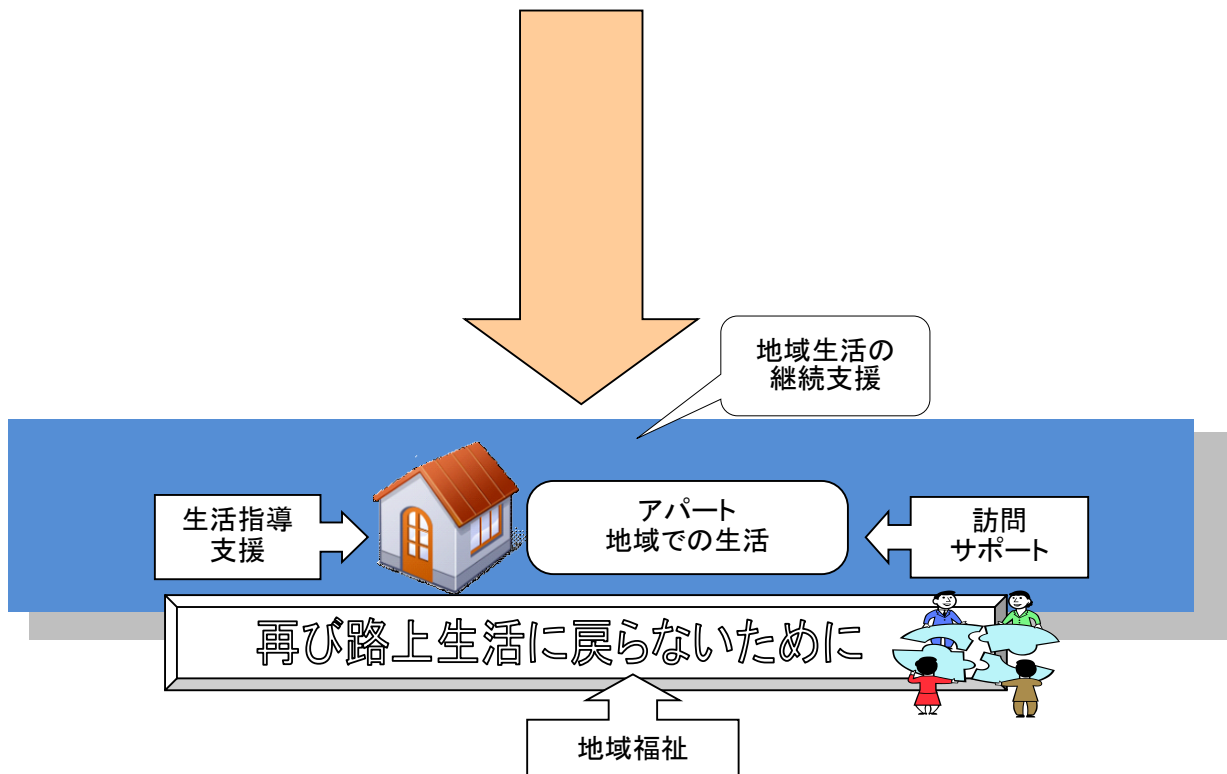 地域生活の
継続支援
生活指導
支援
アパート
地域での生活
訪問
サポート
再び路上生活に戻らないために
地域福祉